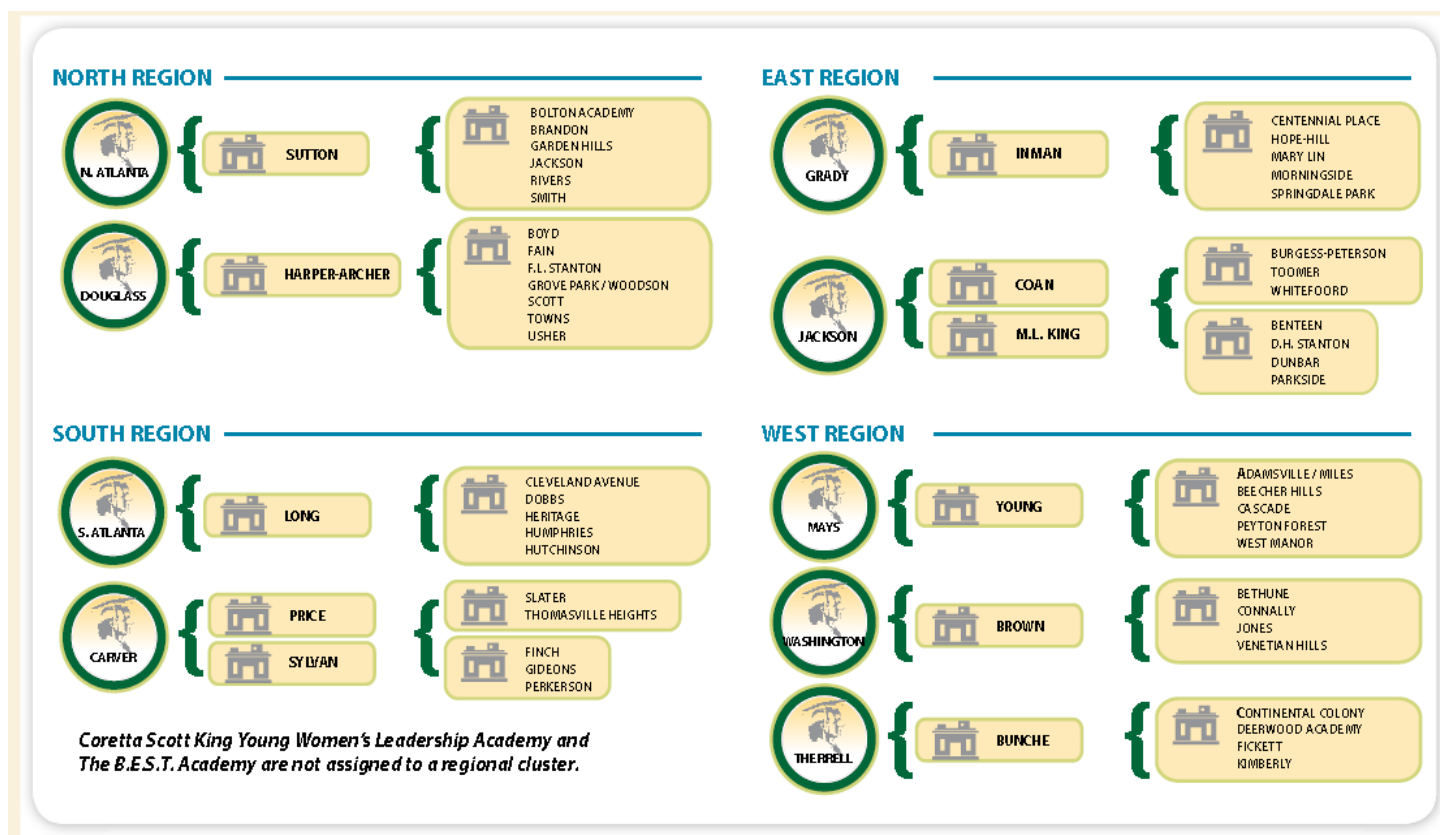 NORTH REGION
N. ATLANTA
SUTTON
BOLTON ACADEMY
BRANDON
GARDEN HILLS
JACKSON
RIVERS
SMITH
DOUGLASS
HARPER-ARCHER
BOYD
FAIN
F.L. STANTON
GROVE PARK / WOODSON
SCOTT
TOWNS
USHER
EAST REGION
GRADY
INMAN
CENTENNIAL PLACE
HOPE-HILL
MARY LIN
MORNINGSIDE
SPRINGDALE PARK
JACKSON
COAN
M.L. KING
BURGESS-PETERSON
TOOMER
WHITEFOORD
BENTEEN
D.H. STANTON
DUNBAR
PARKSIDE
SOUTH REGION
S. ATLANTA
LONG
CLEVELAND AVENUE
DOBBS
HERITAGE
HUMPHRIES
HUTCHINSON
CARVER
PRICE
SYLVAN
SLATER
THOMASVILLE HEIGHTS
FINCH
GIDEONS
PERKERSON
Coretta Scott King Young Women's Leadership Academy and
The B.E.S.T. Academy are not assigned to a regional cluster.
WEST REGION
MAYS
YOUNG
ADAMSVILLE / MILES
BEECHER HILLS
CASCADE
PEYTON FOREST
WEST MANOR
WASHINGTON
BROWN
BETHUNE
CONNALLY
JONES
VENETIAN HILLS
THERRELL
BUNCHE
CONTINENTAL COLONY
DEERWOOD ACADEMY
FICKETT
KIMBERLY